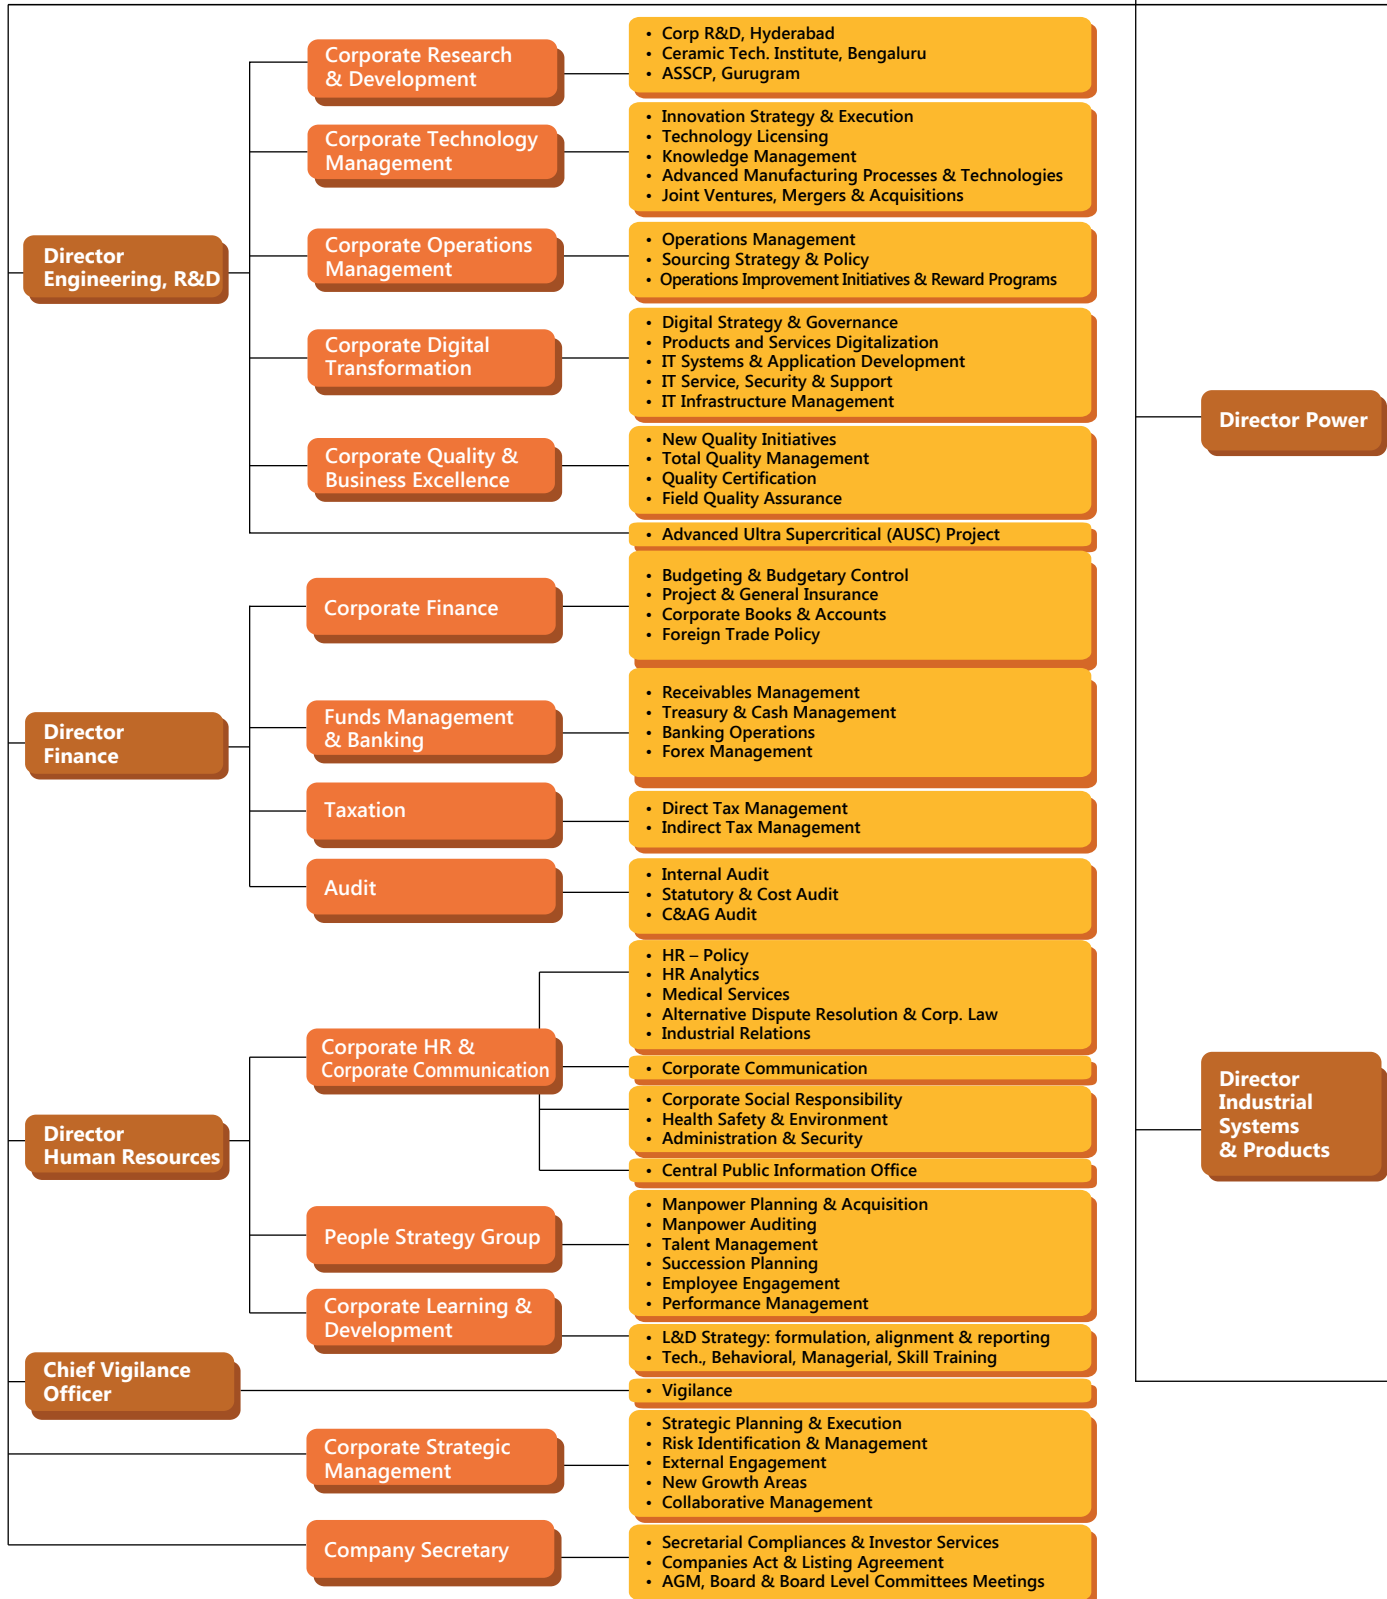 Director
Engineering, R&D
Corporate Research
& Development
• Corp R&D, Hyderabad
• Ceramic Tech. Institute, Bengaluru
• ASSCP, Gurugram
Corporate Technology
Management
• Innovation Strategy & Execution
• Technology Licensing
• Knowledge Management
• Advanced Manufacturing Processes & Technologies
• Joint Ventures, Mergers & Acquisitions
Corporate Operations
Management
• Operations Management
• Sourcing Strategy & Policy
• Operations Improvement Initiatives & Reward Programs
Corporate Digital
Transformation
• Digital Strategy & Governance
• Products and Services Digitalization
• IT Systems & Application Development
• IT Service, Security & Support
• IT Infrastructure Management
Corporate Quality &
Business Excellence
• New Quality Initiatives
• Total Quality Management
• Quality Certification
• Field Quality Assurance
• Advanced Ultra Supercritical (AUSC) Project
Director
Finance
Corporate Finance
• Budgeting & Budgetary Control
• Project & General Insurance
• Corporate Books & Accounts
• Foreign Trade Policy
Funds Management
& Banking
• Receivables Management
• Treasury & Cash Management
• Banking Operations
• Forex Management
Taxation
• Direct Tax Management
• Indirect Tax Management
Audit
• Internal Audit
• Statutory & Cost Audit
• C&AG Audit
Director
Human Resources
Corporate HR &
Corporate Communication
• HR – Policy
• HR Analytics
• Medical Services
• Alternative Dispute Resolution & Corp. Law
• Industrial Relations
• Corporate Communication
• Corporate Social Responsibility
• Health Safety & Environment
• Administration & Security
• Central Public Information Office
People Strategy Group
• Manpower Planning & Acquisition
• Manpower Auditing
• Talent Management
• Succession Planning
• Employee Engagement
• Performance Management
Corporate Learning &
Development
• L&D Strategy: formulation, alignment & reporting
• Tech., Behavioral, Managerial, Skill Training
Chief Vigilance
Officer
• Vigilance
Corporate Strategic
Management
• Strategic Planning & Execution
• Risk Identification & Management
• External Engagement
• New Growth Areas
• Collaborative Management
Company Secretary
• Secretarial Compliances & Investor Services
• Companies Act & Listing Agreement
• AGM, Board & Board Level Committees Meetings
Director Power
Director
Industrial
Systems
& Products